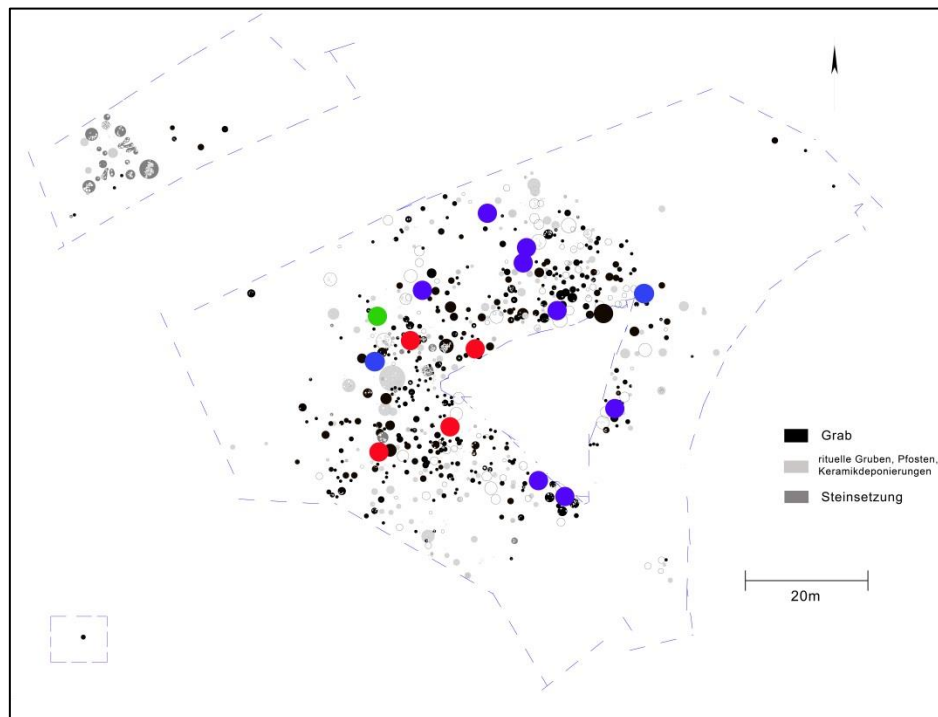 Grab
rituelle Gruben, Pfosten,
Keramikdeponierungen
Steinsetzung
20m